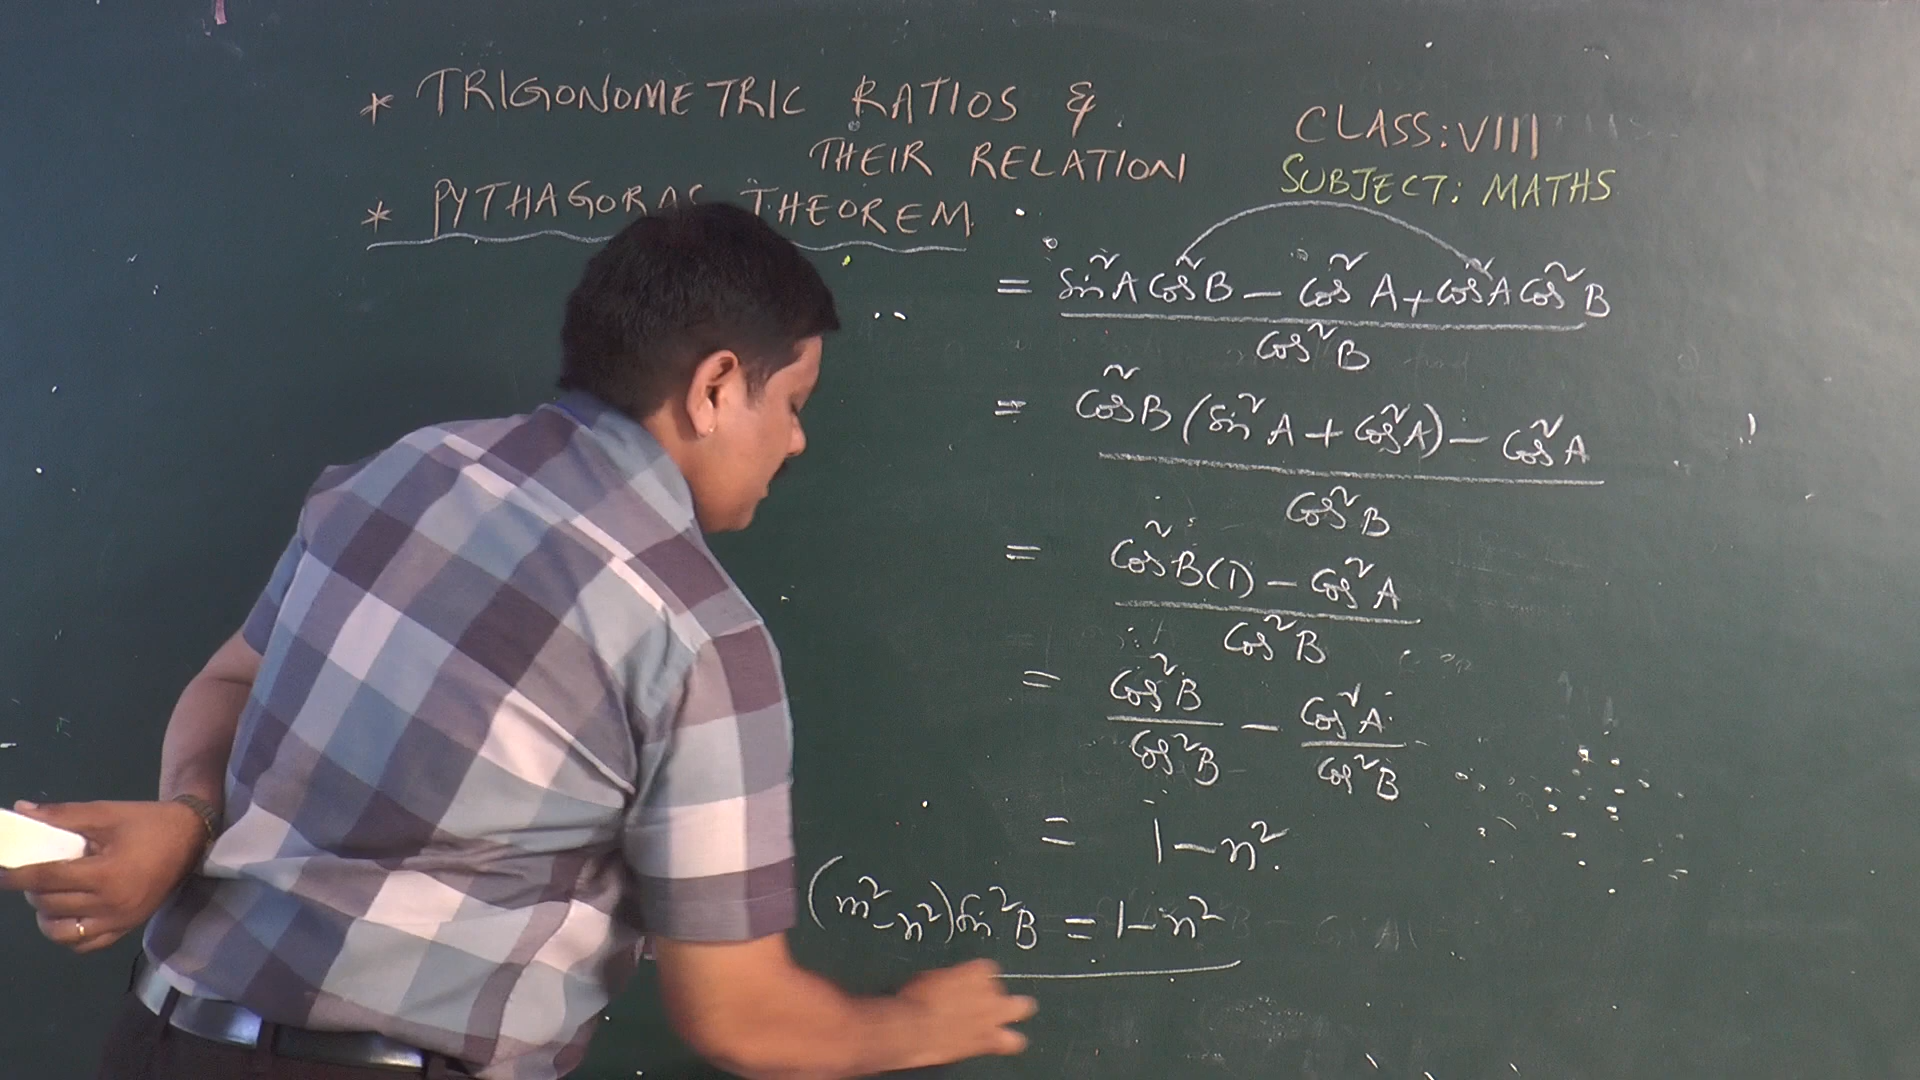 * TRIGONOMETRIC RATIOS &
THEIR RELATION
* PYTHAGORAS THEOREM
CLASS: VIII
SUBJECT: MATHS
= Sin²A Cos²B - Cos²A + Cos²A Cos²B
Cos²B
= Cos²B (Sin²A + Cos²A) - Cos²A
Cos²B
= Cos²B(1) - Cos²A
Cos²B
= Cos²B - Cos²A
Cos²B Cos²B
= 1 - n².
(m² - n²) Sin²B = 1 - n²